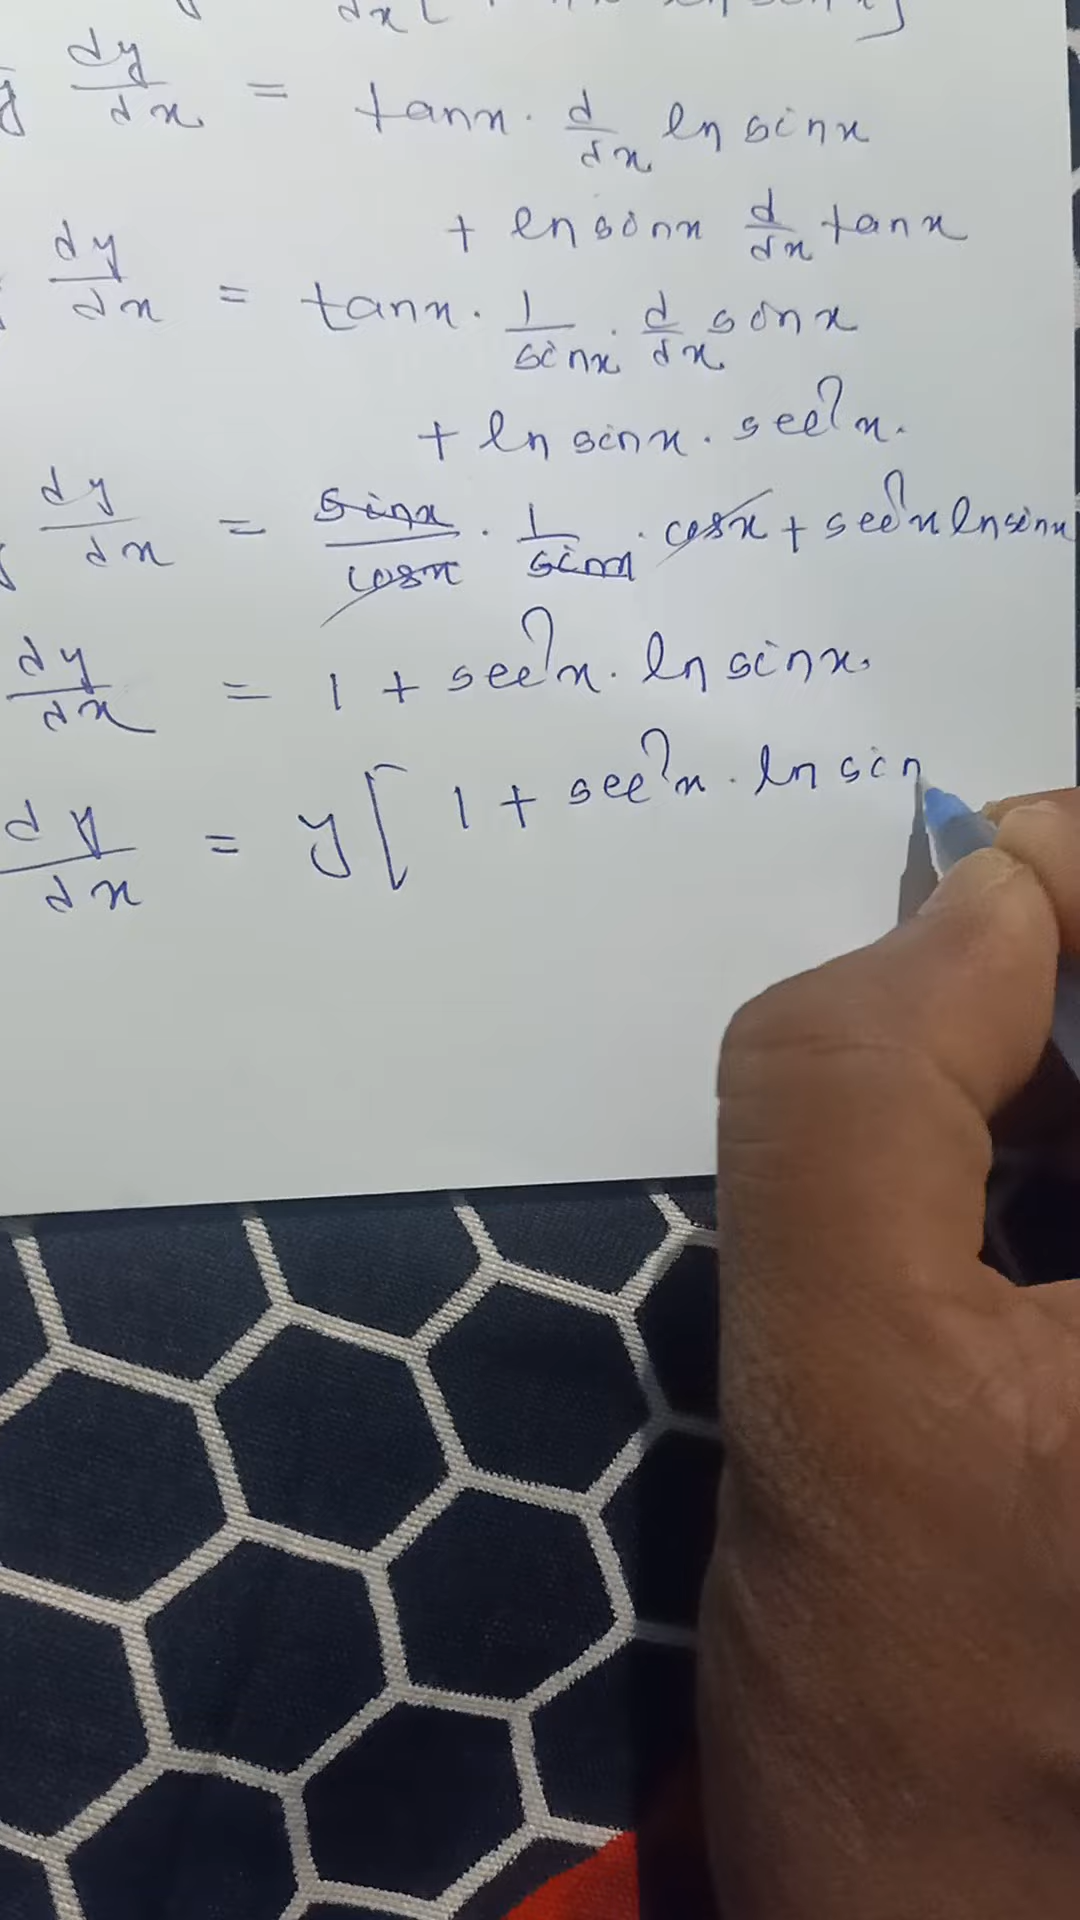 dy/dx = tanx · d/dx ln sinx
+ ln sinx d/dx tanx
dy/dx = tanx · 1/sinx · d/dx sinx
+ ln sinx · sec²x.
dy/dx = sinx/cosx · 1/sinx · cosx + sec²x ln sinx
dy/dx = 1 + sec²x · ln sinx.
dy/dx = y[ 1 + sec²x · ln sin